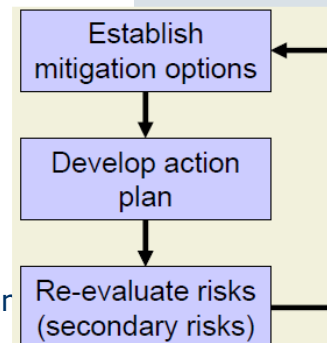 Establish
mitigation options
Develop action
plan
Re-evaluate risks
(secondary risks)